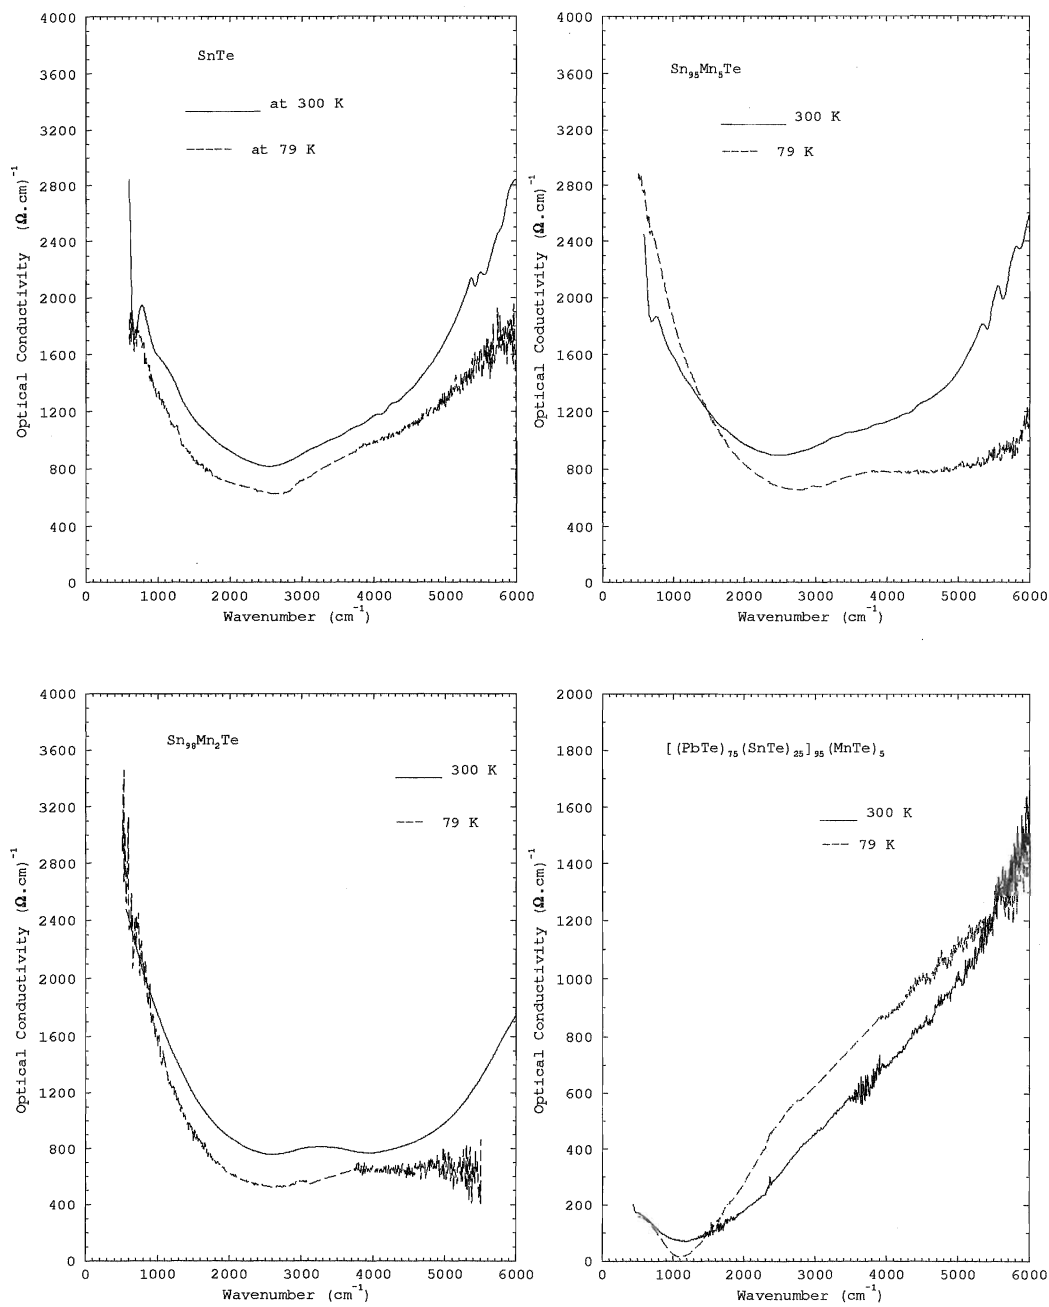 SnTe
at 300 K
at 79 K
Optical Conductivity (Ω.cm)⁻¹
4000
3600
3200
2800
2400
2000
1600
1200
800
400
0
0 1000 2000 3000 4000 5000 6000
Wavenumber (cm⁻¹)
Sn₉₅Mn₅Te
300 K
79 K
Optical Coductivity (Ω.cm)⁻¹
4000
3600
3200
2800
2400
2000
1600
1200
800
400
0
0 1000 2000 3000 4000 5000 6000
Wavenumber (cm⁻¹)
Sn₉₈Mn₂Te
300 K
79 K
Optical Conductivity (Ω.cm)⁻¹
4000
3600
3200
2800
2400
2000
1600
1200
800
400
0
0 1000 2000 3000 4000 5000 6000
Wavenumber (cm⁻¹)
[(PbTe)₇₅(SnTe)₂₅]₉₅(MnTe)₅
300 K
79 K
Optical Conductivity (Ω.cm)⁻¹
2000
1800
1600
1400
1200
1000
800
600
400
200
0
0 1000 2000 3000 4000 5000 6000
Wavenumber (cm⁻¹)